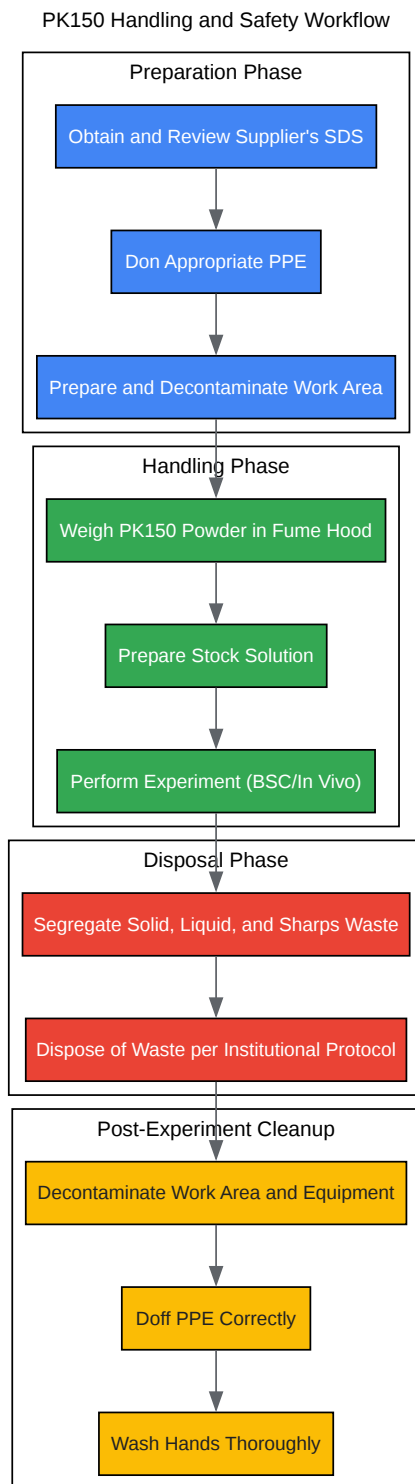 PK150 Handling and Safety Workflow
Preparation Phase
Obtain and Review Supplier's SDS
Don Appropriate PPE
Prepare and Decontaminate Work Area
Handling Phase
Weigh PK150 Powder in Fume Hood
Prepare Stock Solution
Perform Experiment (BSC/In Vivo)
Disposal Phase
Segregate Solid, Liquid, and Sharps Waste
Dispose of Waste per Institutional Protocol
Post-Experiment Cleanup
Decontaminate Work Area and Equipment
Doff PPE Correctly
Wash Hands Thoroughly